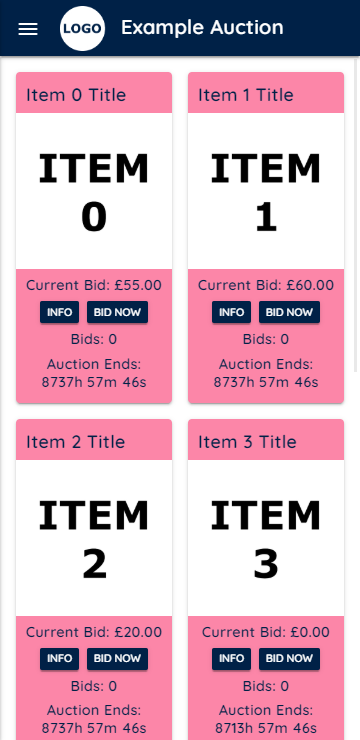 LOGO Example Auction
Item 0 Title
ITEM
0
Current Bid: £55.00
INFO BID NOW
Bids: 0
Auction Ends:
8737h 57m 46s
Item 1 Title
ITEM
1
Current Bid: £60.00
INFO BID NOW
Bids: 0
Auction Ends:
8737h 57m 46s
Item 2 Title
ITEM
2
Current Bid: £20.00
INFO BID NOW
Bids: 0
Auction Ends:
8737h 57m 46s
Item 3 Title
ITEM
3
Current Bid: £0.00
INFO BID NOW
Bids: 0
Auction Ends:
8713h 57m 46s